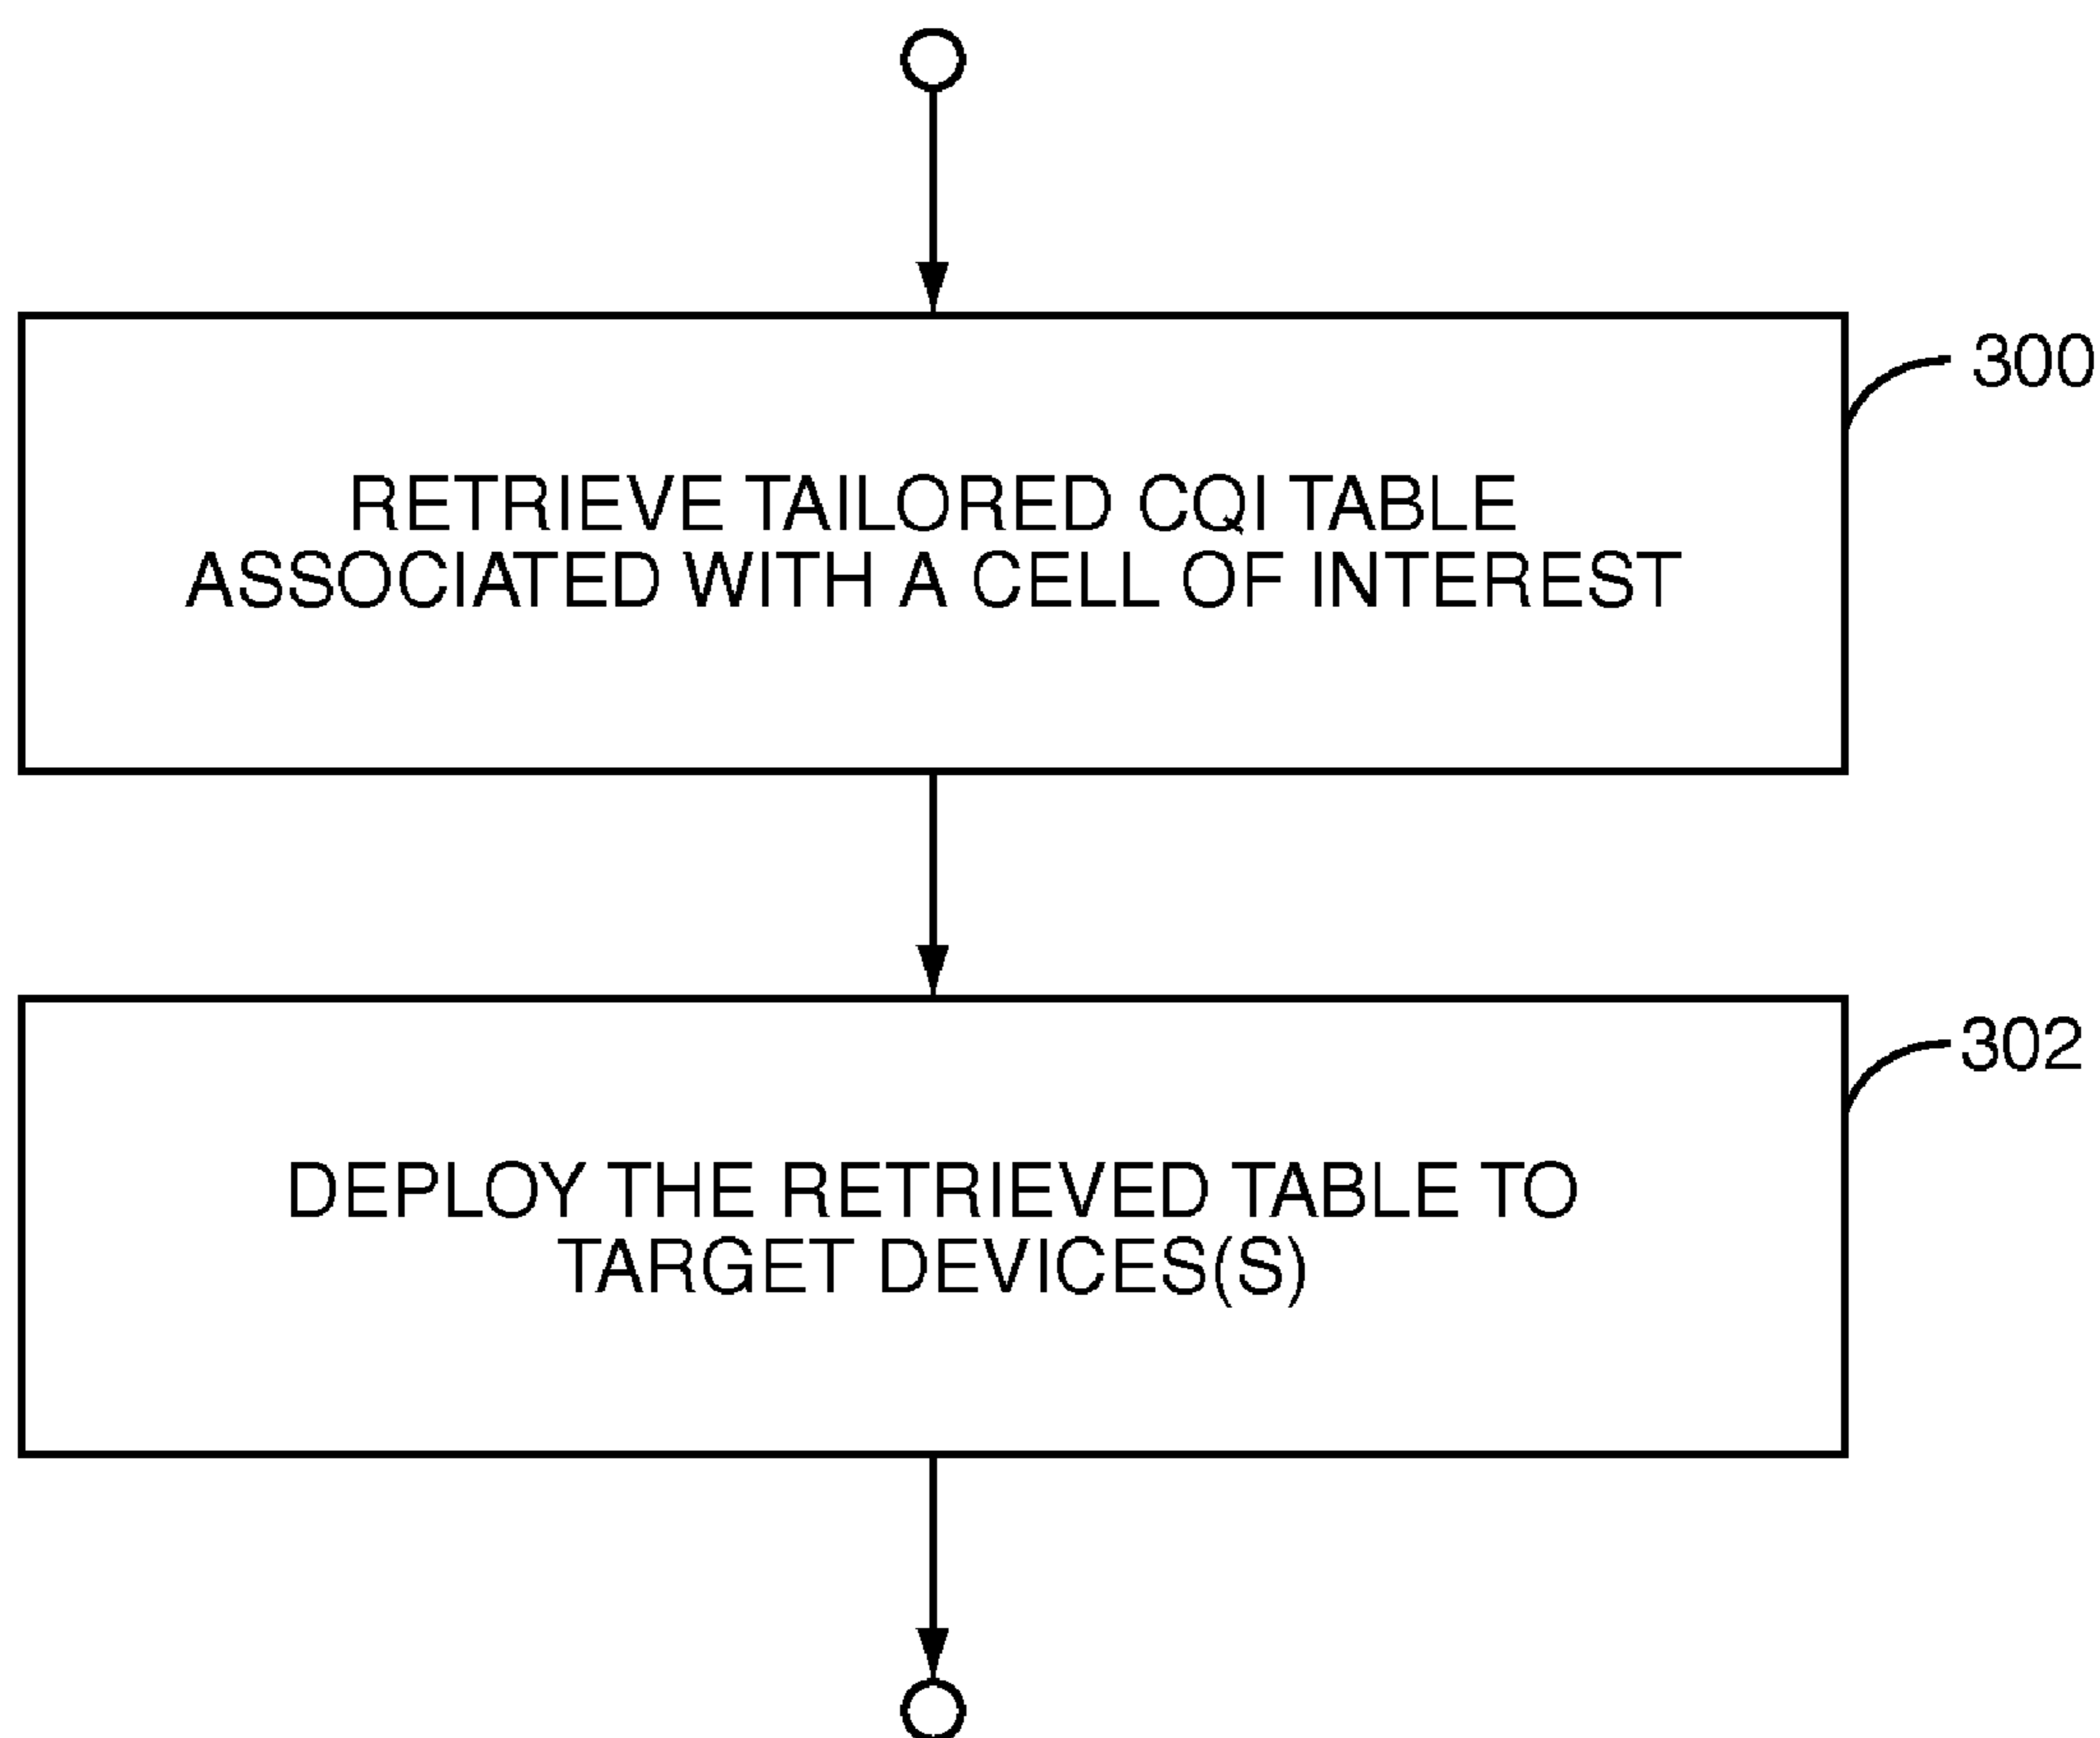 300
RETRIEVE TAILORED CQI TABLE
ASSOCIATED WITH A CELL OF INTEREST
302
DEPLOY THE RETRIEVED TABLE TO
TARGET DEVICES(S)